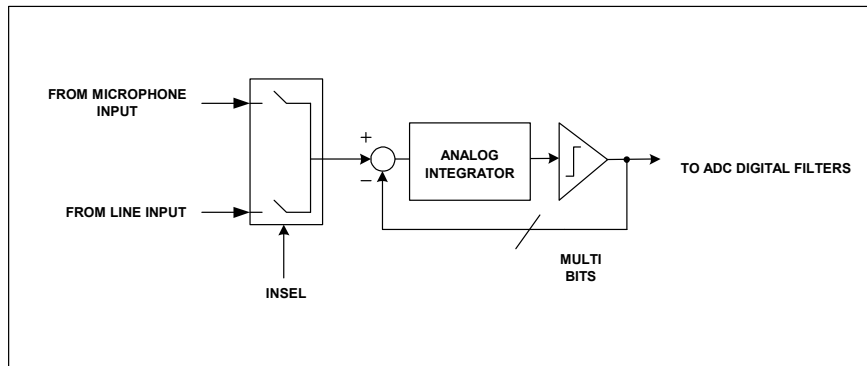 FROM MICROPHONE
INPUT
+
ANALOG
INTEGRATOR
TO ADC DIGITAL FILTERS
−
FROM LINE INPUT
MULTI
BITS
INSEL